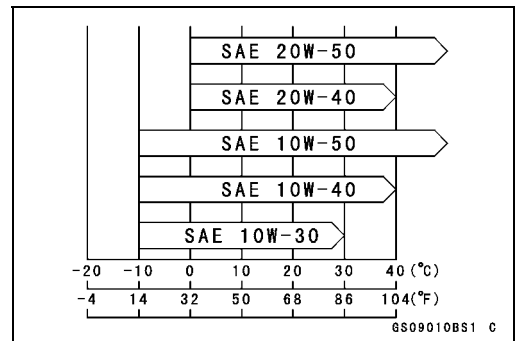 SAE 20W-50
SAE 20W-40
SAE 10W-50
SAE 10W-40
SAE 10W-30
-20 -10 0 10 20 30 40 (°C)
-4 14 32 50 68 86 104(°F)
GS09010BS1 C